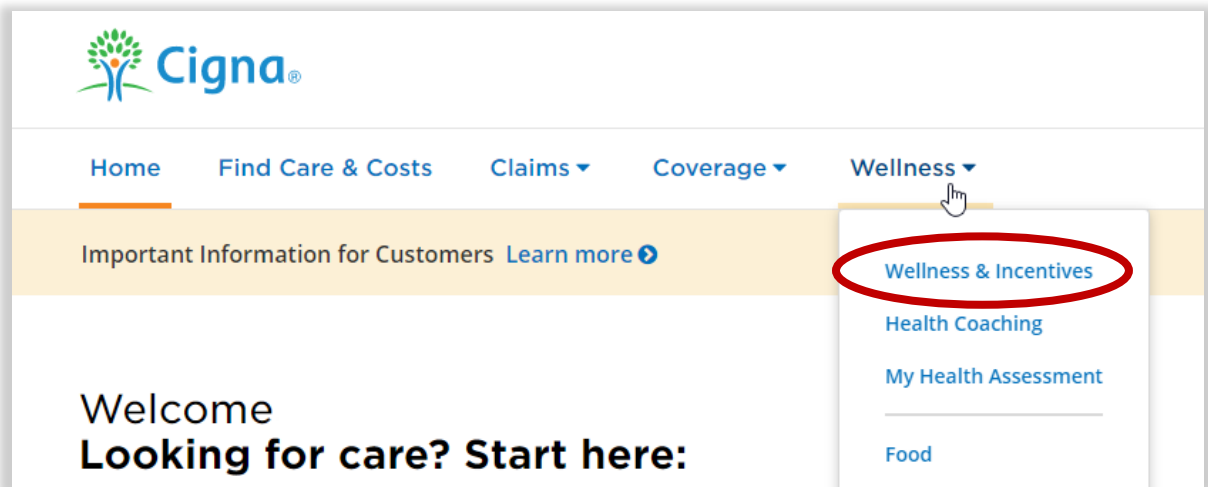 Cigna®
Home Find Care & Costs Claims Coverage Wellness
Important Information for Customers Learn more
Wellness & Incentives
Health Coaching
My Health Assessment
Food
Welcome
Looking for care? Start here: